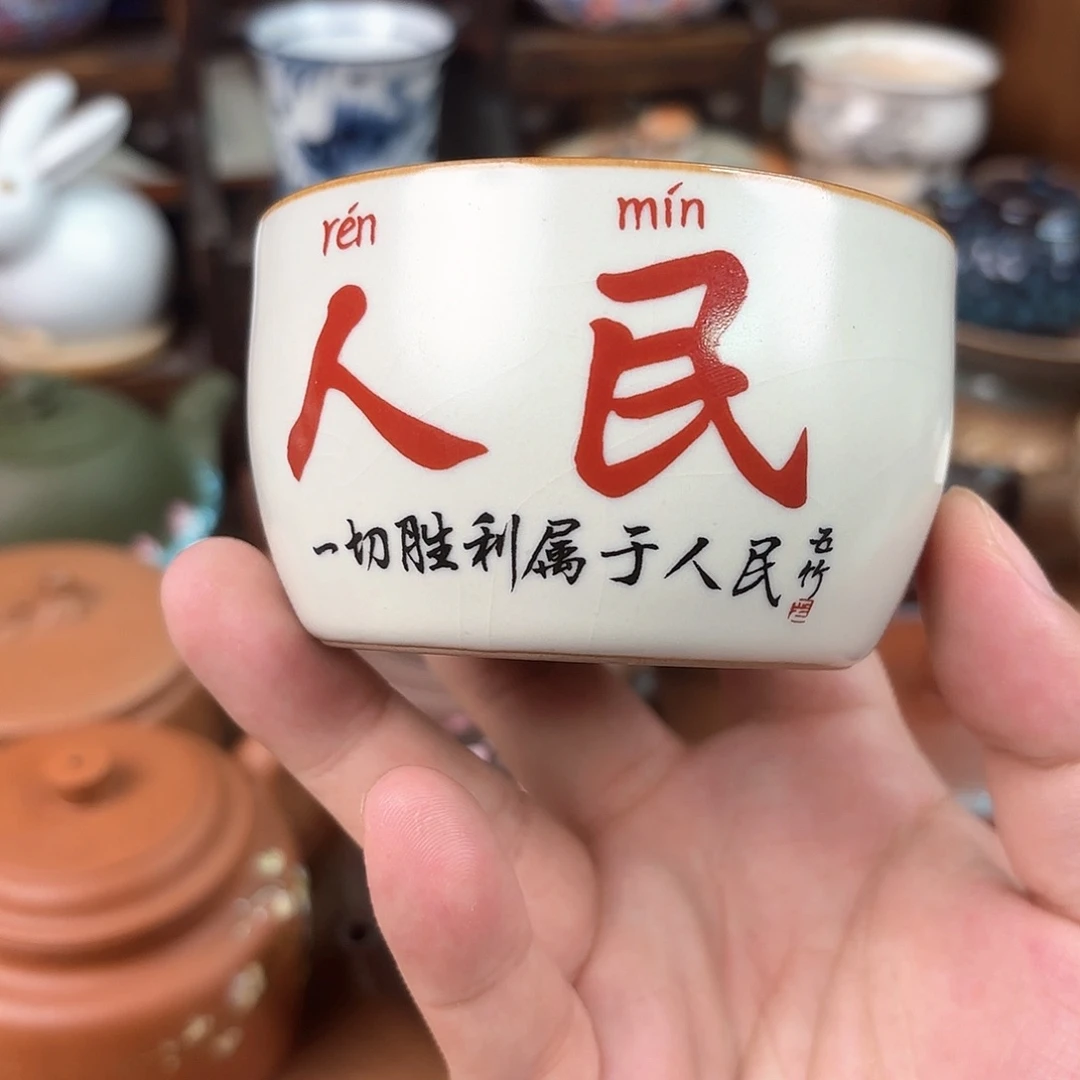 rén mín
人民
一切胜利属于人民
五竹